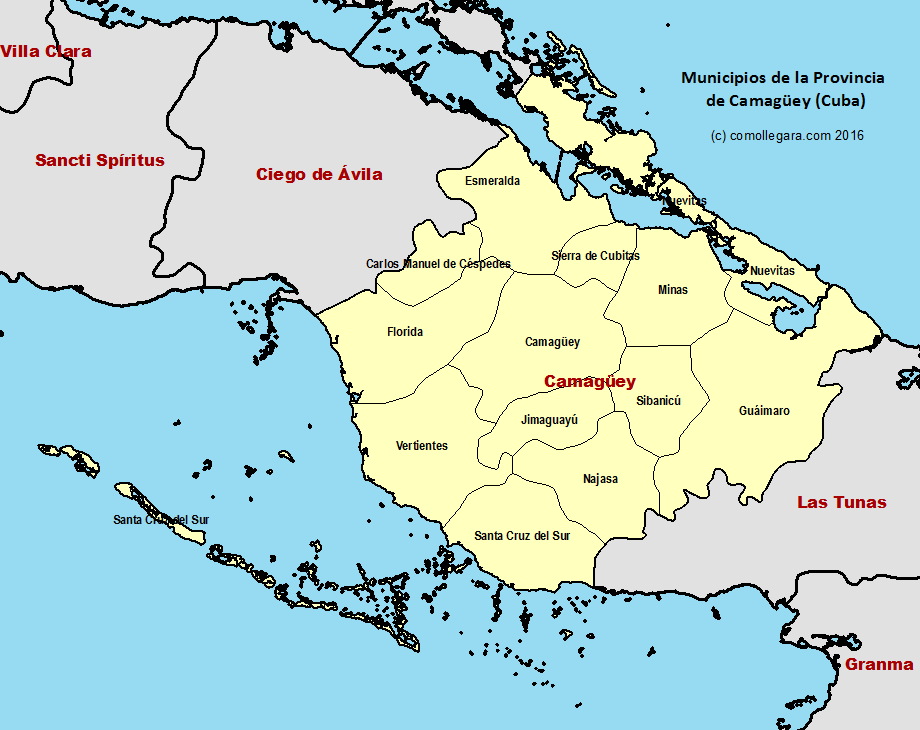 Villa Clara
Municipios de la Provincia
de Camagüey (Cuba)
(c) comollegara.com 2016
Sancti Spíritus
Ciego de Ávila
Esmeralda
Nuevitas
Carlos Manuel de Céspedes
Sierra de Cubitas
Nuevitas
Minas
Florida
Camagüey
Camagüey
Sibanicú
Guáimaro
Jimaguayú
Vertientes
Najasa
Las Tunas
Santa Cruz del Sur
Santa Cruz del Sur
Granma